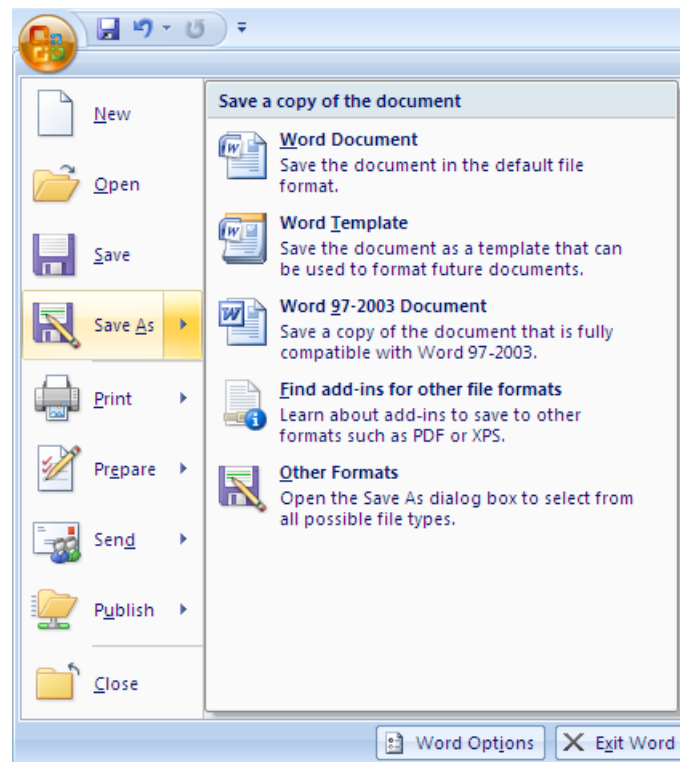 New
Open
Save
Save As
Print
Prepare
Send
Publish
Close
Save a copy of the document
Word Document
Save the document in the default file
format.
Word Template
Save the document as a template that can
be used to format future documents.
Word 97-2003 Document
Save a copy of the document that is fully
compatible with Word 97-2003.
Find add-ins for other file formats
Learn about add-ins to save to other
formats such as PDF or XPS.
Other Formats
Open the Save As dialog box to select from
all possible file types.
Word Options
Exit Word